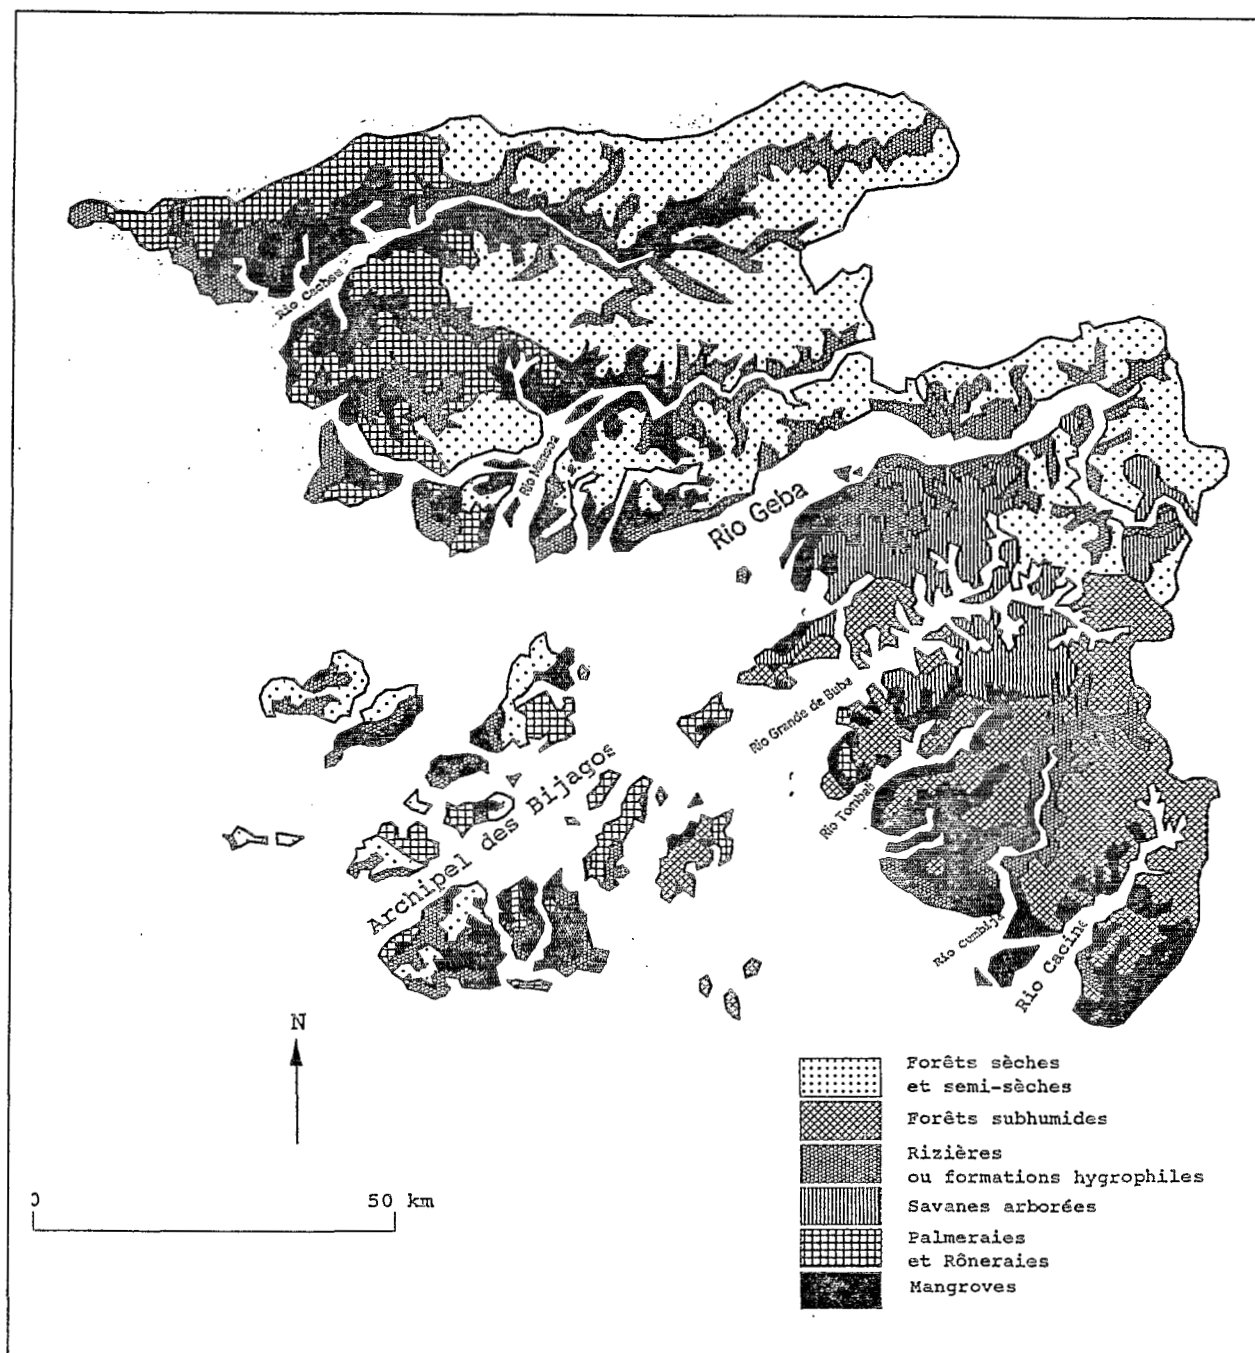 Rio Cacheu
Rio Mansoa
Rio Geba
Rio Grande de Buba
Rio Tombali
Archipel des Bijagos
Rio Cumbija
Rio Cacine
N
0 50 km
Forêts sèches
et semi-sèches
Forêts subhumides
Rizières
ou formations hygrophiles
Savanes arborées
Palmeraies
et Rôneraies
Mangroves